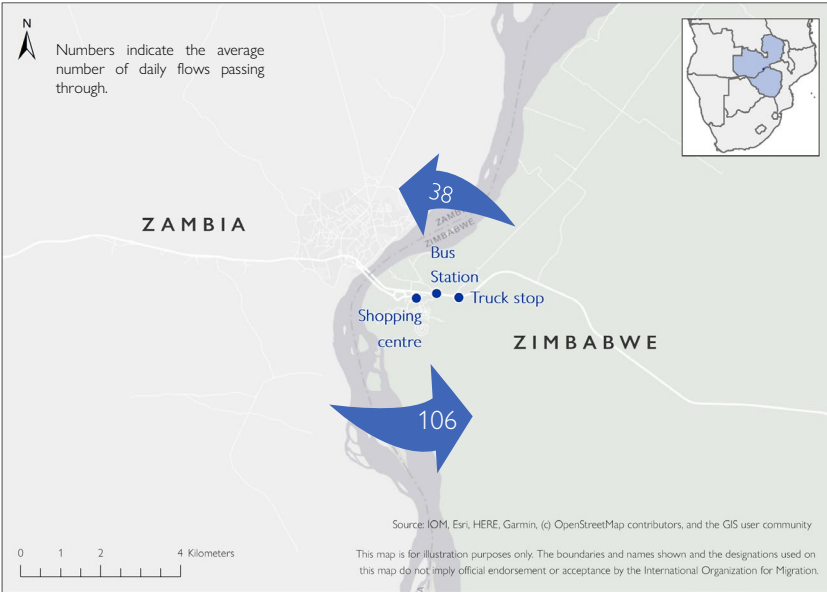 N
Numbers indicate the average
number of daily flows passing
through.
38
ZAMBIA
ZIMBABWE
Bus
Station
Truck stop
Shopping
centre
ZIMBABWE
106
Source: IOM, Esri, HERE, Garmin, (c) OpenStreetMap contributors, and the GIS user community
0 1 2 4 Kilometers
This map is for illustration purposes only. The boundaries and names shown and the designations used on
this map do not imply official endorsement or acceptance by the International Organization for Migration.